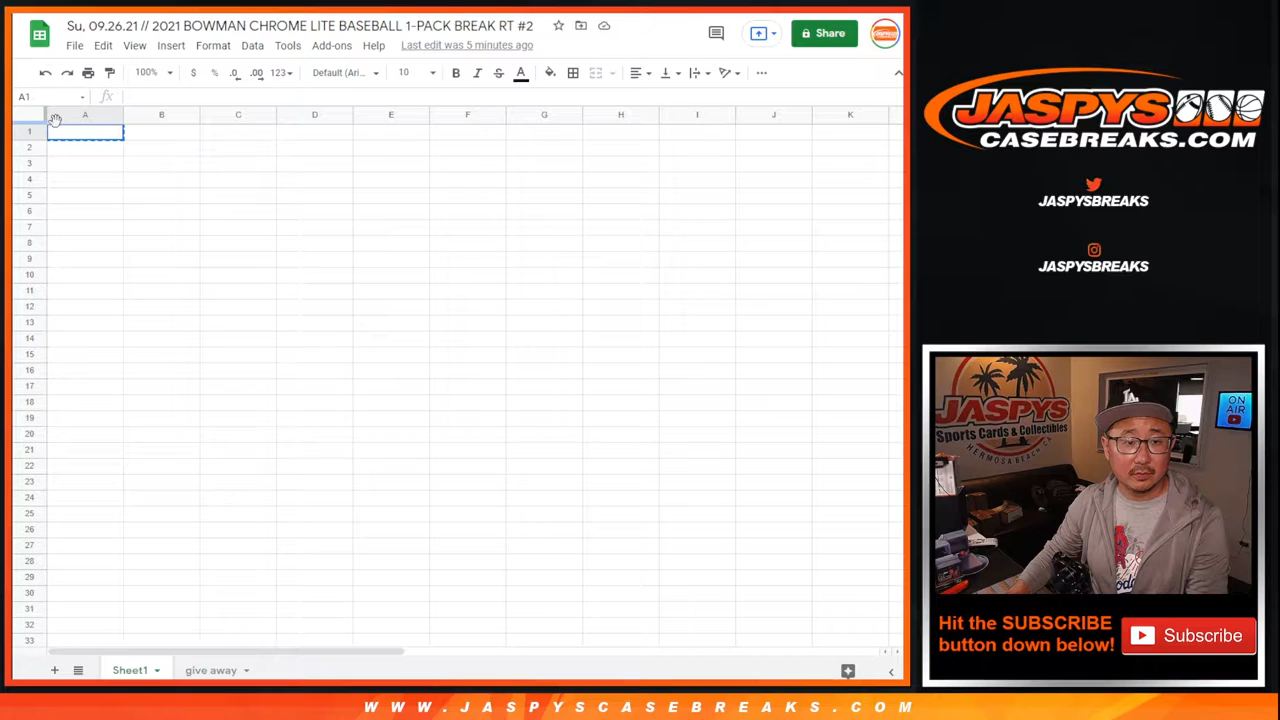 Su, 09.26.21 // 2021 BOWMAN CHROME LITE BASEBALL 1-PACK BREAK RT #2
File Edit View Insert Format Data Tools Add-ons Help Last edit was 5 minutes ago
Share
100% $ % .0 .00 123 Default (Ari... 10 B I S A
A1 fx
A B C D E F G H I J K
1
2
3
4
5
6
7
8
9
10
11
12
13
14
15
16
17
18
19
20
21
22
23
24
25
26
27
28
29
30
31
32
33
Sheet1 give away
JASPYS
CASEBREAKS.COM
JASPYSBREAKS
JASPYSBREAKS
JASPYS
Sports Cards & Collectibles
HERMOSA BEACH CA
LA
ON
AIR
Hit the SUBSCRIBE
button down below!
Subscribe
WWW.JASPYSCASEBREAKS.COM